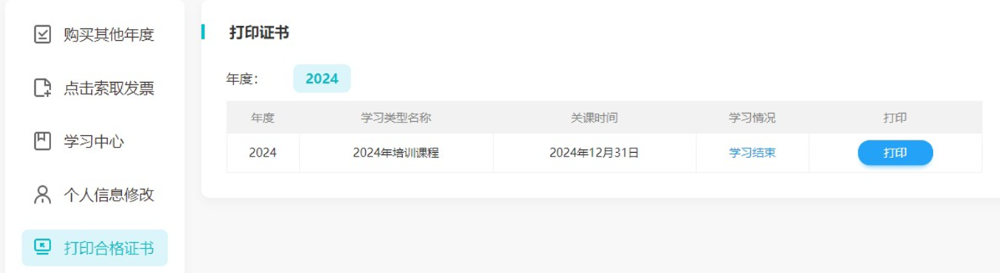 购买其他年度
点击索取发票
学习中心
个人信息修改
打印合格证书
打印证书
年度： 2024
年度 学习类型名称 关课时间 学习情况 打印
2024 2024年培训课程 2024年12月31日 学习结束 打印